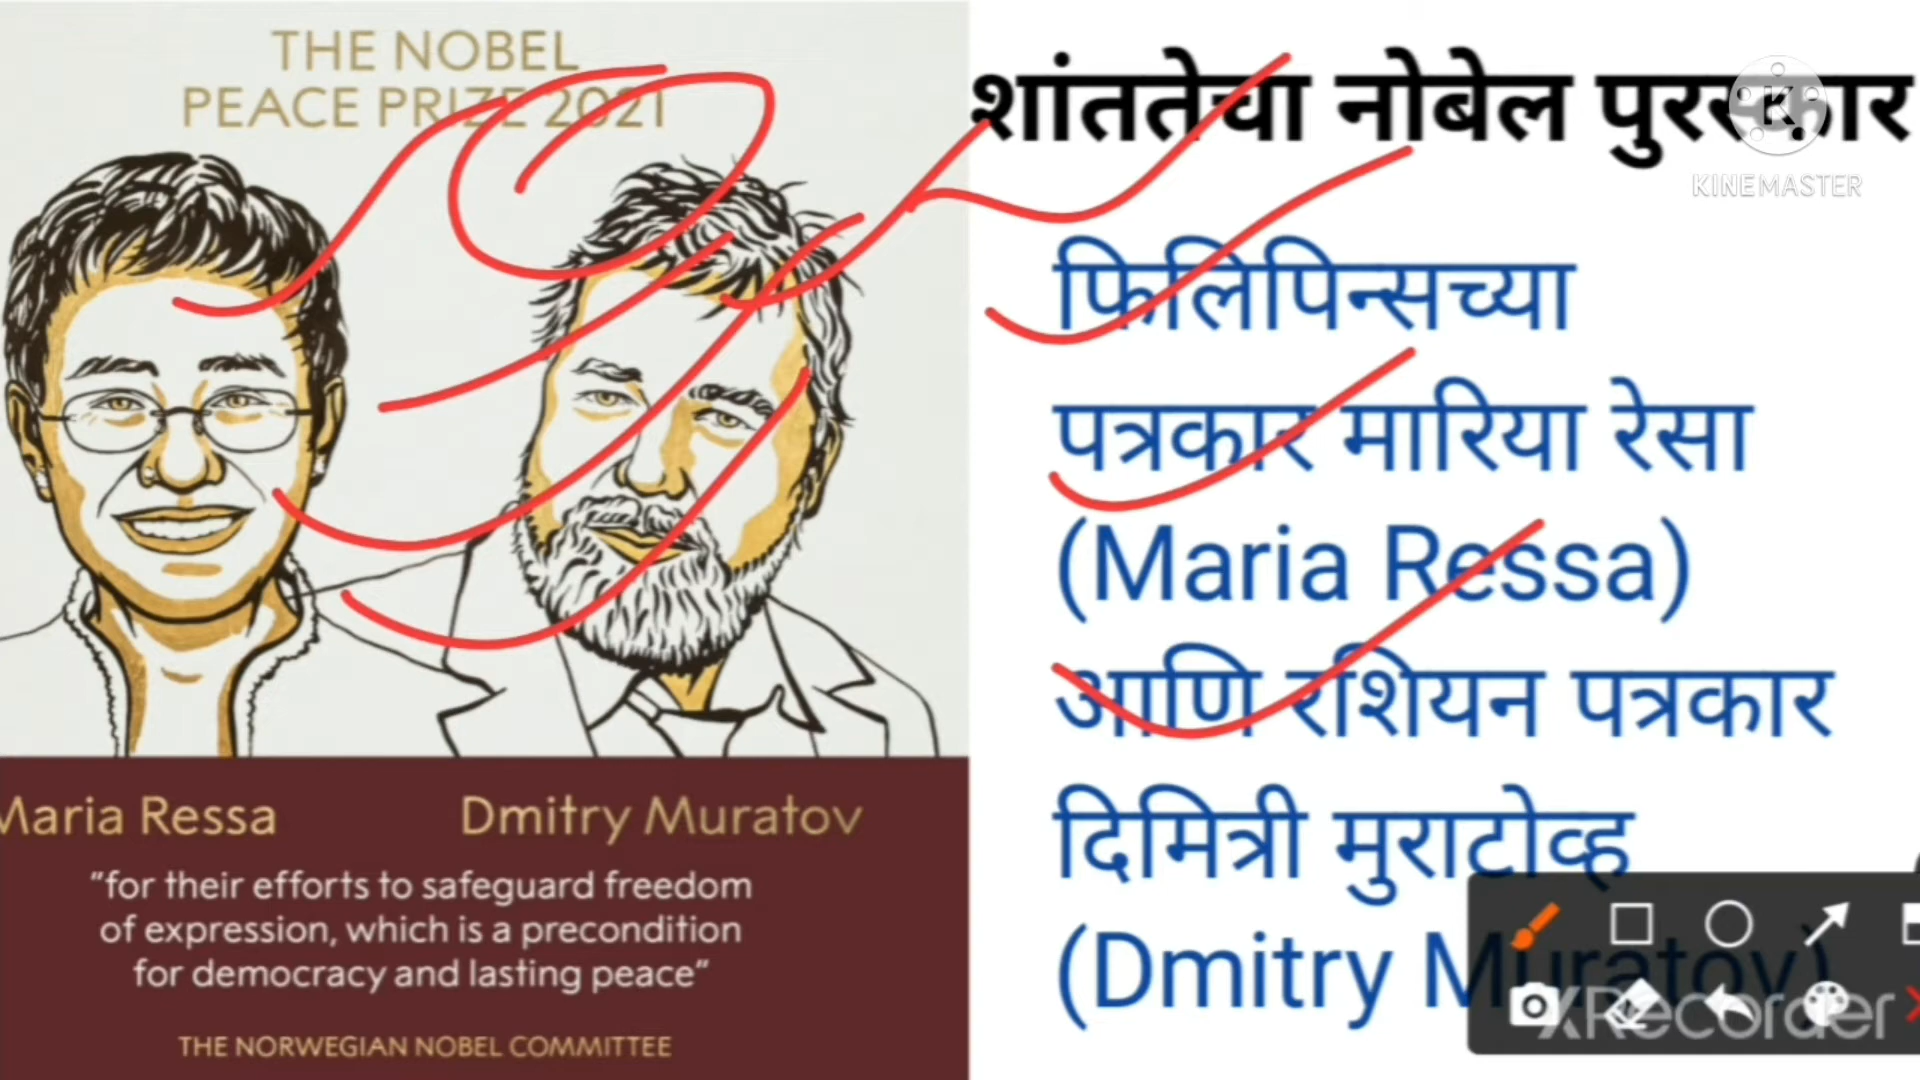 THE NOBEL
PEACE PRIZE 2021
Maria Ressa
Dmitry Muratov
"for their efforts to safeguard freedom
of expression, which is a precondition
for democracy and lasting peace"
THE NORWEGIAN NOBEL COMMITTEE
शांततेचा नोबेल पुरस्कार
KINEMASTER
फिलिपिन्सच्या
पत्रकार मारिया रेसा
(Maria Ressa)
आणि रशियन पत्रकार
दिमित्री मुराटोव्ह
(Dmitry Muratov)
XRecorder